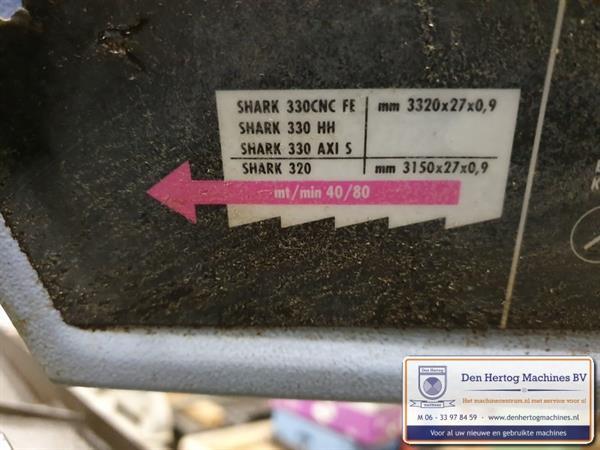 SHARK 330CNC FE mm 3320x27x0,9
SHARK 330 HH
SHARK 330 AXI S
SHARK 320 mm 3150x27x0,9
mt/min 40/80
Den Hertog Machines BV
Het machinecentrum.nl met service voor u!
M 06 - 33 97 84 59 - www.denhertogmachines.nl
Voor al uw nieuwe en gebruikte machines